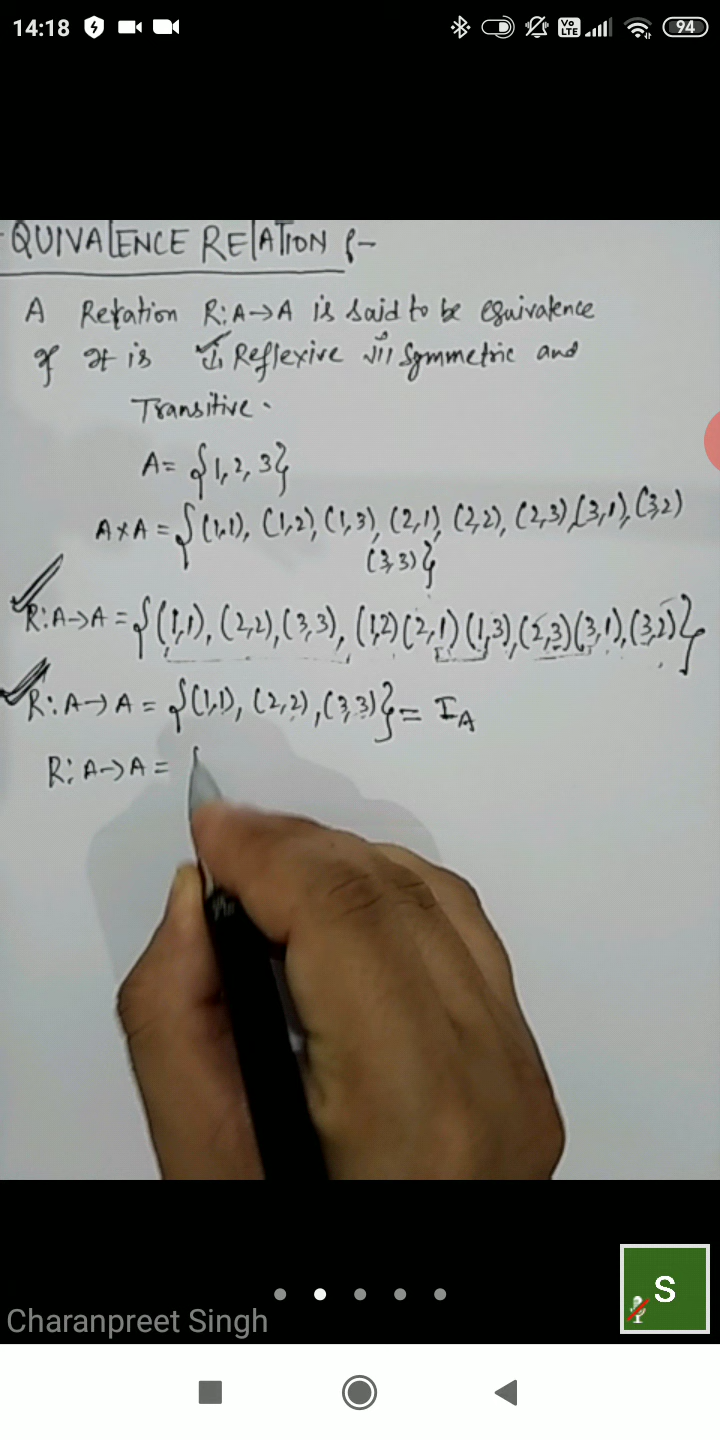 14:18
Vo LTE
94
QUIVALENCE RELATION :-
A Relation R: A→A is said to be equivalence
if it is i) Reflexive ii) Symmetric and
Transitive.
A = {1, 2, 3}
A×A = {(1,1), (1,2), (1,3), (2,1), (2,2), (2,3), (3,1), (3,2)
(3,3)}
R: A→A = {(1,1), (2,2), (3,3), (1,2) (2,1) (1,3), (2,3) (3,1), (3,2)}
R: A→A = {(1,1), (2,2), (3,3)} = I_A
R: A→A = {
S
Charanpreet Singh